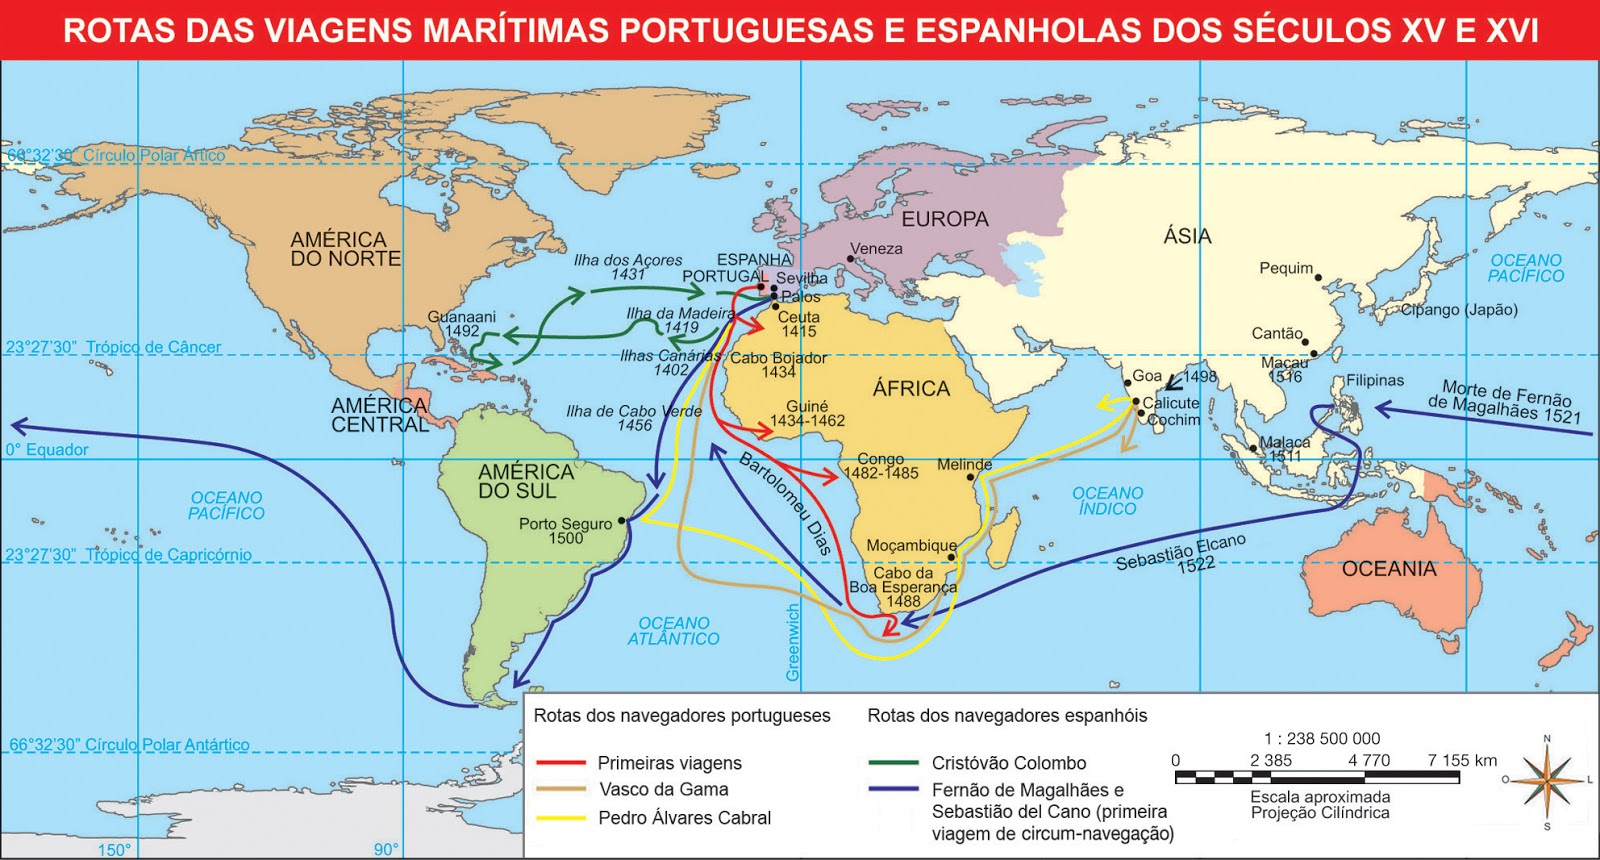 ROTAS DAS VIAGENS MARÍTIMAS PORTUGUESAS E ESPANHOLAS DOS SÉCULOS XV E XVI
66°32'30" Círculo Polar Ártico
AMÉRICA
DO NORTE
EUROPA
ÁSIA
OCEANO
PACÍFICO
Veneza
Pequim
Ilha dos Açores
1431
ESPANHA
PORTUGAL
Sevilha
Palos
Ceuta
1415
Guanaani
1492
Ilha da Madeira
1419
Cipango (Japão)
Cantão
Macau
1516
23°27'30" Trópico de Câncer
Ilhas Canárias
1402
Cabo Bojador
1434
ÁFRICA
Goa
1498
Calicute
Cochim
Filipinas
Morte de Fernão
de Magalhães 1521
AMÉRICA
CENTRAL
Ilha de Cabo Verde
1456
Guiné
1434-1462
0° Equador
Malaca
1511
AMÉRICA
DO SUL
Congo
1482-1485
Melinde
Bartolomeu Dias
OCEANO
PACÍFICO
OCEANO
ÍNDICO
Porto Seguro
1500
Moçambique
23°27'30" Trópico de Capricórnio
Sebastião Elcano
1522
Cabo da
Boa Esperança
1488
OCEANIA
OCEANO
ATLÂNTICO
Greenwich
66°32'30" Círculo Polar Antártico
150°
90°
Rotas dos navegadores portugueses
Primeiras viagens
Vasco da Gama
Pedro Álvares Cabral
Rotas dos navegadores espanhóis
Cristóvão Colombo
Fernão de Magalhães e
Sebastião del Cano (primeira
viagem de circum-navegação)
1 : 238 500 000
0 2 385 4 770 7 155 km
Escala aproximada
Projeção Cilíndrica
N
O L
S